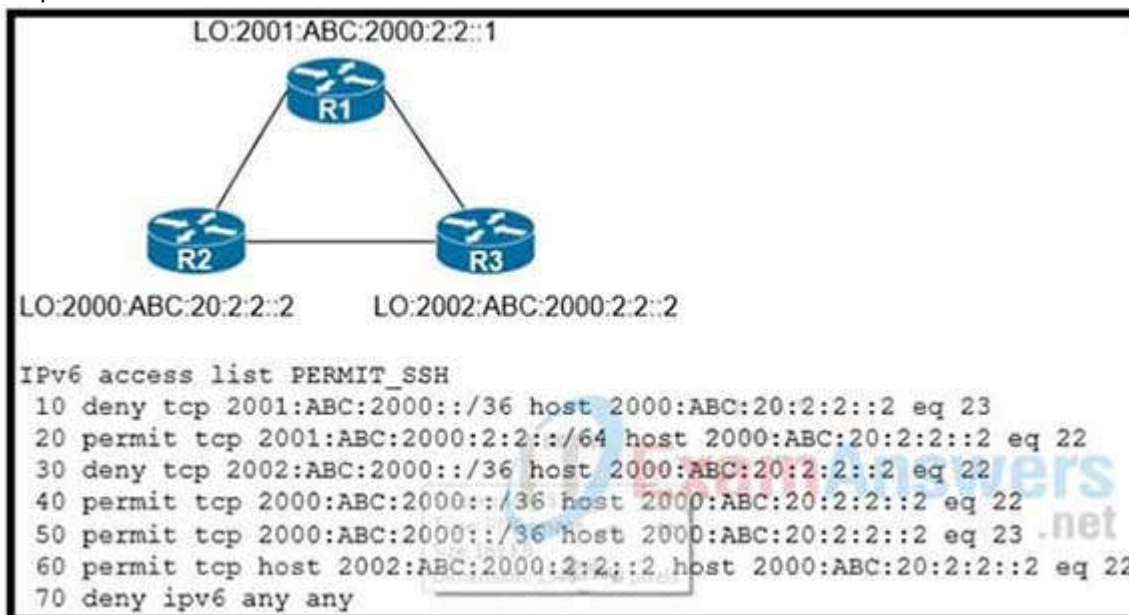 LO:2001:ABC:2000:2:2::1
R1
R2
R3
LO:2000:ABC:20:2:2::2
LO:2002:ABC:2000:2:2::2
IPv6 access list PERMIT_SSH
10 deny tcp 2001:ABC:2000::/36 host 2000:ABC:20:2:2::2 eq 23
20 permit tcp 2001:ABC:2000:2:2::/64 host 2000:ABC:20:2:2::2 eq 22
30 deny tcp 2002:ABC:2000::/36 host 2000:ABC:20:2:2::2 eq 22
40 permit tcp 2000:ABC:2000::/36 host 2000:ABC:20:2:2::2 eq 22
50 permit tcp 2000:ABC:2000::/36 host 2000:ABC:20:2:2::2 eq 23
60 permit tcp host 2002:ABC:2000:2:2::2 host 2000:ABC:20:2:2::2 eq 22
70 deny ipv6 any any
ExamAnswers
.net